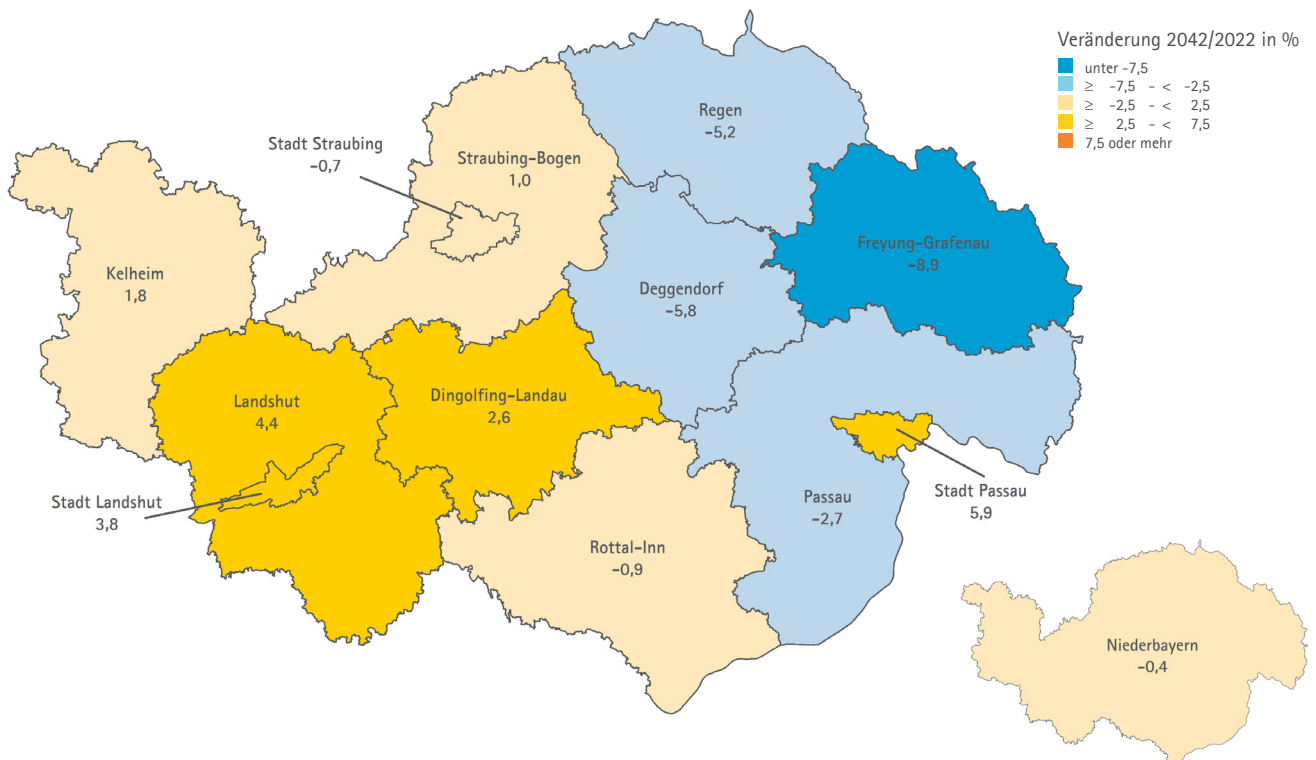 Veränderung 2042/2022 in %
unter -7,5
≥ -7,5 - < -2,5
≥ -2,5 - < 2,5
≥ 2,5 - < 7,5
7,5 oder mehr
Regen
-5,2
Stadt Straubing
-0,7
Straubing-Bogen
1,0
Freyung-Grafenau
-8,9
Kelheim
1,8
Deggendorf
-5,8
Landshut
4,4
Dingolfing-Landau
2,6
Stadt Landshut
3,8
Passau
-2,7
Stadt Passau
5,9
Rottal-Inn
-0,9
Niederbayern
-0,4